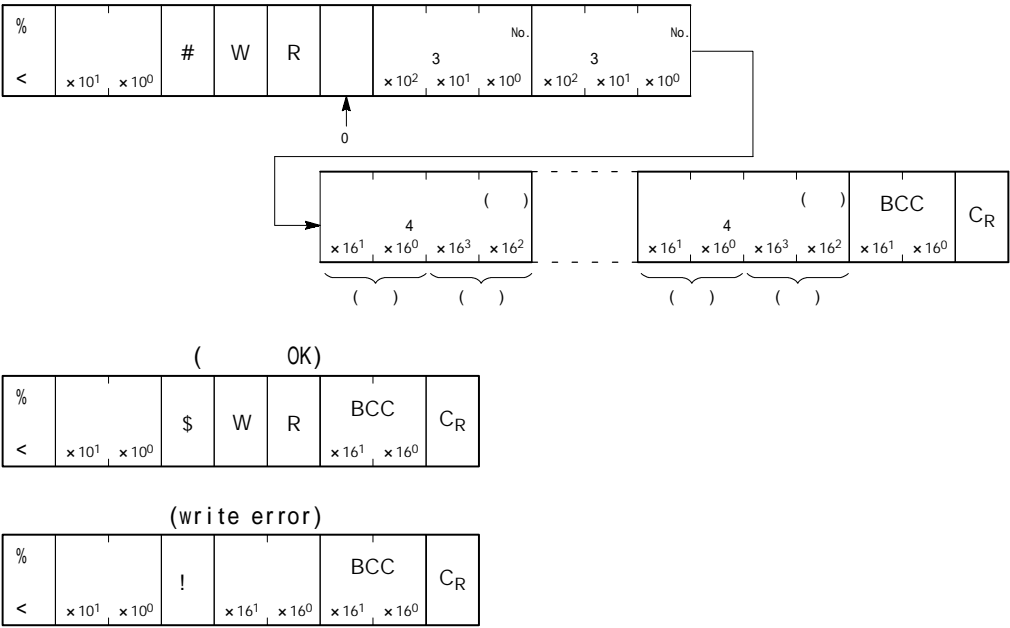 % No. No.
# W R 3 3
< ×10¹ ×10⁰ ×10² ×10¹ ×10⁰ ×10² ×10¹ ×10⁰
0
( ) ( ) BCC C_R
4 4
×16¹ ×16⁰ ×16³ ×16² ×16¹ ×16⁰ ×16³ ×16² ×16¹ ×16⁰
( ) ( ) ( ) ( )
( OK)
% BCC
$ W R C_R
< ×10¹ ×10⁰ ×16¹ ×16⁰
(write error)
% BCC
! C_R
< ×10¹ ×10⁰ ×16¹ ×16⁰ ×16¹ ×16⁰